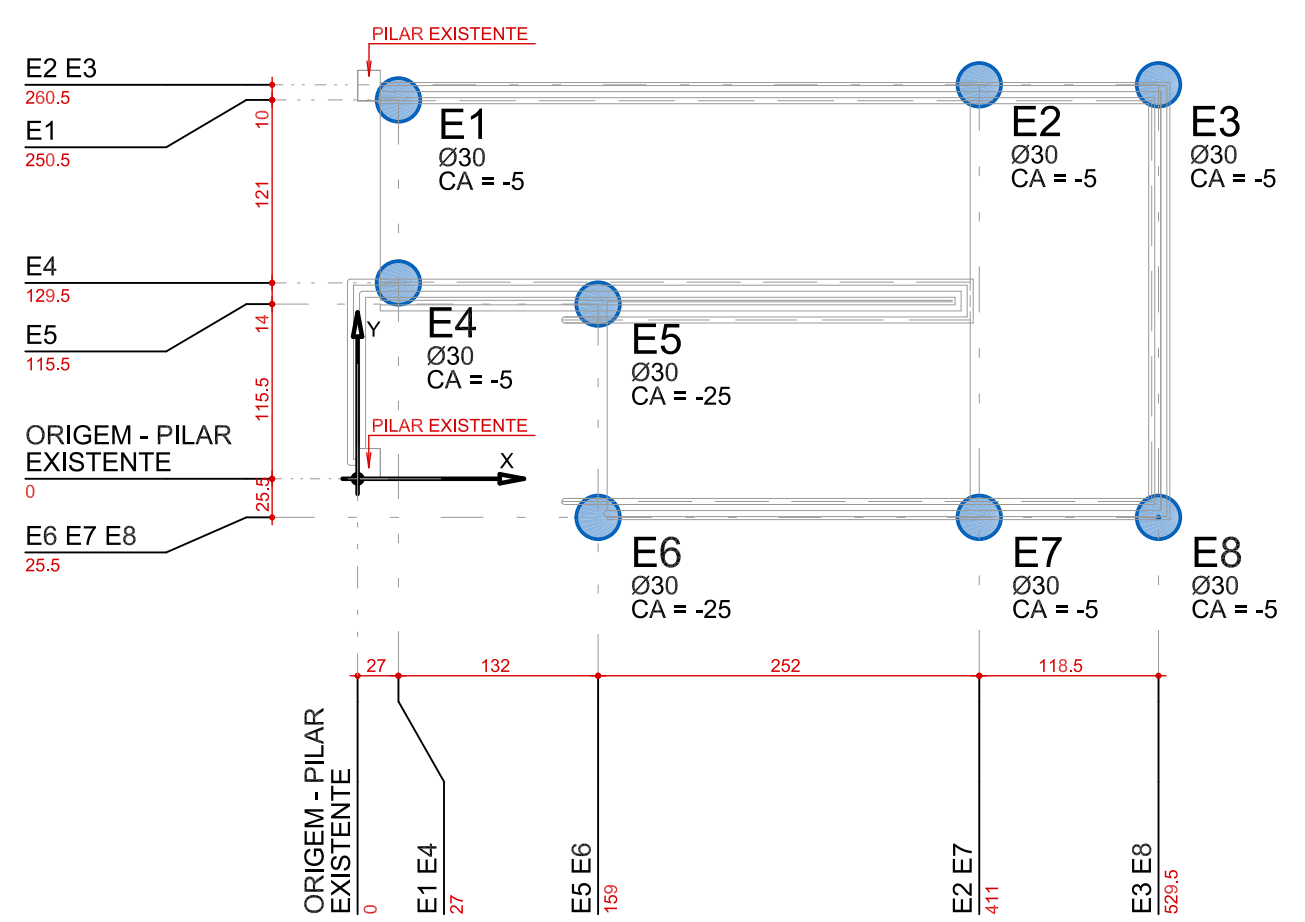 PILAR EXISTENTE
E2 E3
260.5
10
E1
250.5
121
E4
129.5
14
E5
115.5
115.5
ORIGEM - PILAR
EXISTENTE
0
25.5
E6 E7 E8
25.5
E1
Ø30
CA = -5
E2
Ø30
CA = -5
E3
Ø30
CA = -5
Y
E4
Ø30
CA = -5
E5
Ø30
CA = -25
PILAR EXISTENTE
X
E6
Ø30
CA = -25
E7
Ø30
CA = -5
E8
Ø30
CA = -5
27
132
252
118.5
ORIGEM - PILAR
EXISTENTE
0
E1 E4
27
E5 E6
159
E2 E7
411
E3 E8
529.5